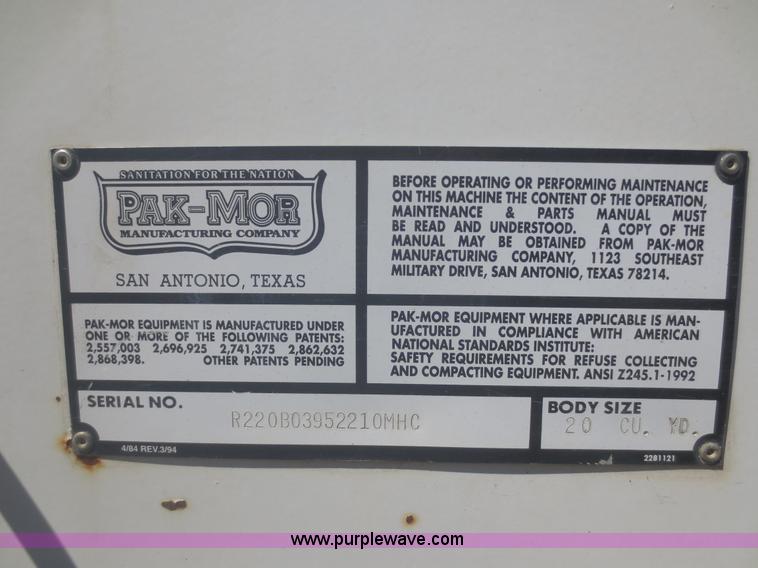 SANITATION FOR THE NATION
PAK-MOR
MANUFACTURING COMPANY
SAN ANTONIO, TEXAS
BEFORE OPERATING OR PERFORMING MAINTENANCE
ON THIS MACHINE THE CONTENT OF THE OPERATION,
MAINTENANCE & PARTS MANUAL MUST
BE READ AND UNDERSTOOD. A COPY OF THE
MANUAL MAY BE OBTAINED FROM PAK-MOR
MANUFACTURING COMPANY, 1123 SOUTHEAST
MILITARY DRIVE, SAN ANTONIO, TEXAS 78214.
PAK-MOR EQUIPMENT IS MANUFACTURED UNDER
ONE OR MORE OF THE FOLLOWING PATENTS:
2,557,003 2,696,925 2,741,375 2,862,632
2,868,398. OTHER PATENTS PENDING
PAK-MOR EQUIPMENT WHERE APPLICABLE IS MAN-
UFACTURED IN COMPLIANCE WITH AMERICAN
NATIONAL STANDARDS INSTITUTE:
SAFETY REQUIREMENTS FOR REFUSE COLLECTING
AND COMPACTING EQUIPMENT. ANSI Z245.1-1992
SERIAL NO.
R220B03952210MHC
BODY SIZE
20 CU. YD.
4/84 REV.3/94
2281121
www.purplewave.com